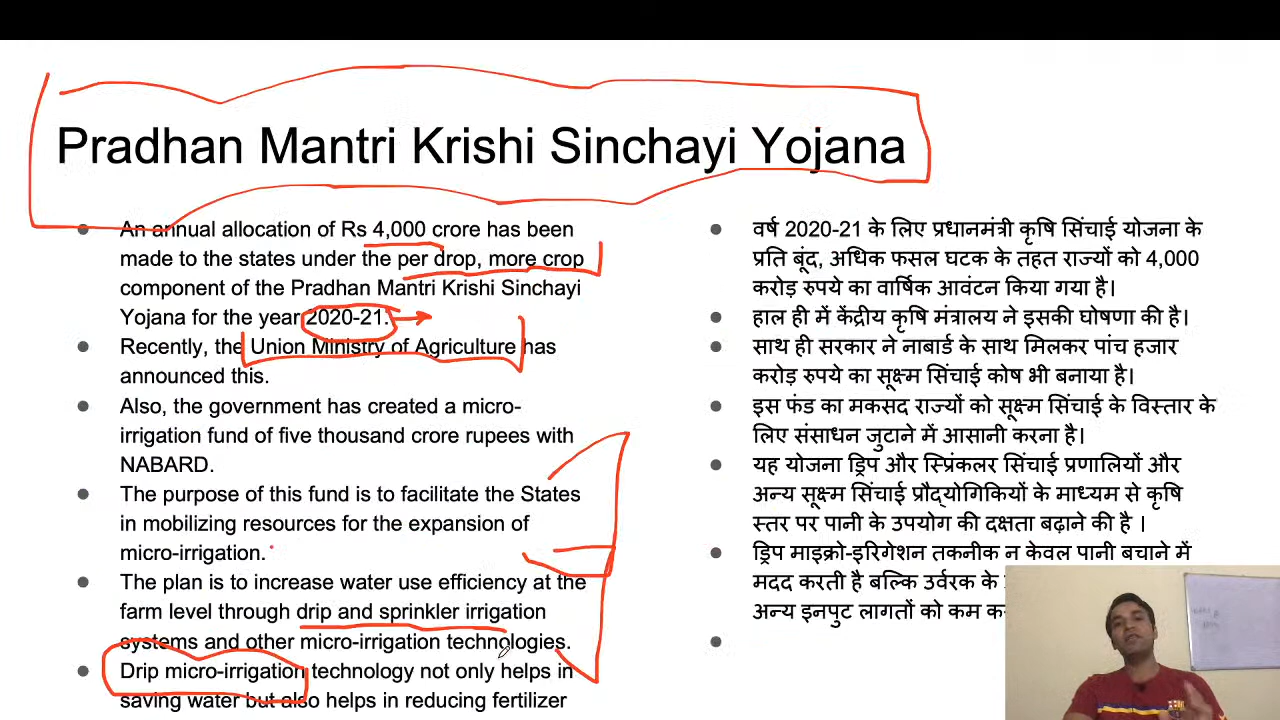 Pradhan Mantri Krishi Sinchayi Yojana
An annual allocation of Rs 4,000 crore has been
made to the states under the per drop, more crop
component of the Pradhan Mantri Krishi Sinchayi
Yojana for the year 2020-21.
Recently, the Union Ministry of Agriculture has
announced this.
Also, the government has created a micro-
irrigation fund of five thousand crore rupees with
NABARD.
The purpose of this fund is to facilitate the States
in mobilizing resources for the expansion of
micro-irrigation.
The plan is to increase water use efficiency at the
farm level through drip and sprinkler irrigation
systems and other micro-irrigation technologies.
Drip micro-irrigation technology not only helps in
saving water but also helps in reducing fertilizer
वर्ष 2020-21 के लिए प्रधानमंत्री कृषि सिंचाई योजना के
प्रति बूंद, अधिक फसल घटक के तहत राज्यों को 4,000
करोड़ रुपये का वार्षिक आवंटन किया गया है।
हाल ही में केंद्रीय कृषि मंत्रालय ने इसकी घोषणा की है।
साथ ही सरकार ने नाबार्ड के साथ मिलकर पांच हजार
करोड़ रुपये का सूक्ष्म सिंचाई कोष भी बनाया है।
इस फंड का मकसद राज्यों को सूक्ष्म सिंचाई के विस्तार के
लिए संसाधन जुटाने में आसानी करना है।
यह योजना ड्रिप और स्प्रिंकलर सिंचाई प्रणालियों और
अन्य सूक्ष्म सिंचाई प्रौद्योगिकियों के माध्यम से कृषि
स्तर पर पानी के उपयोग की दक्षता बढ़ाने की है ।
ड्रिप माइक्रो-इरिगेशन तकनीक न केवल पानी बचाने में
मदद करती है बल्कि उर्वरक के
अन्य इनपुट लागतों को कम